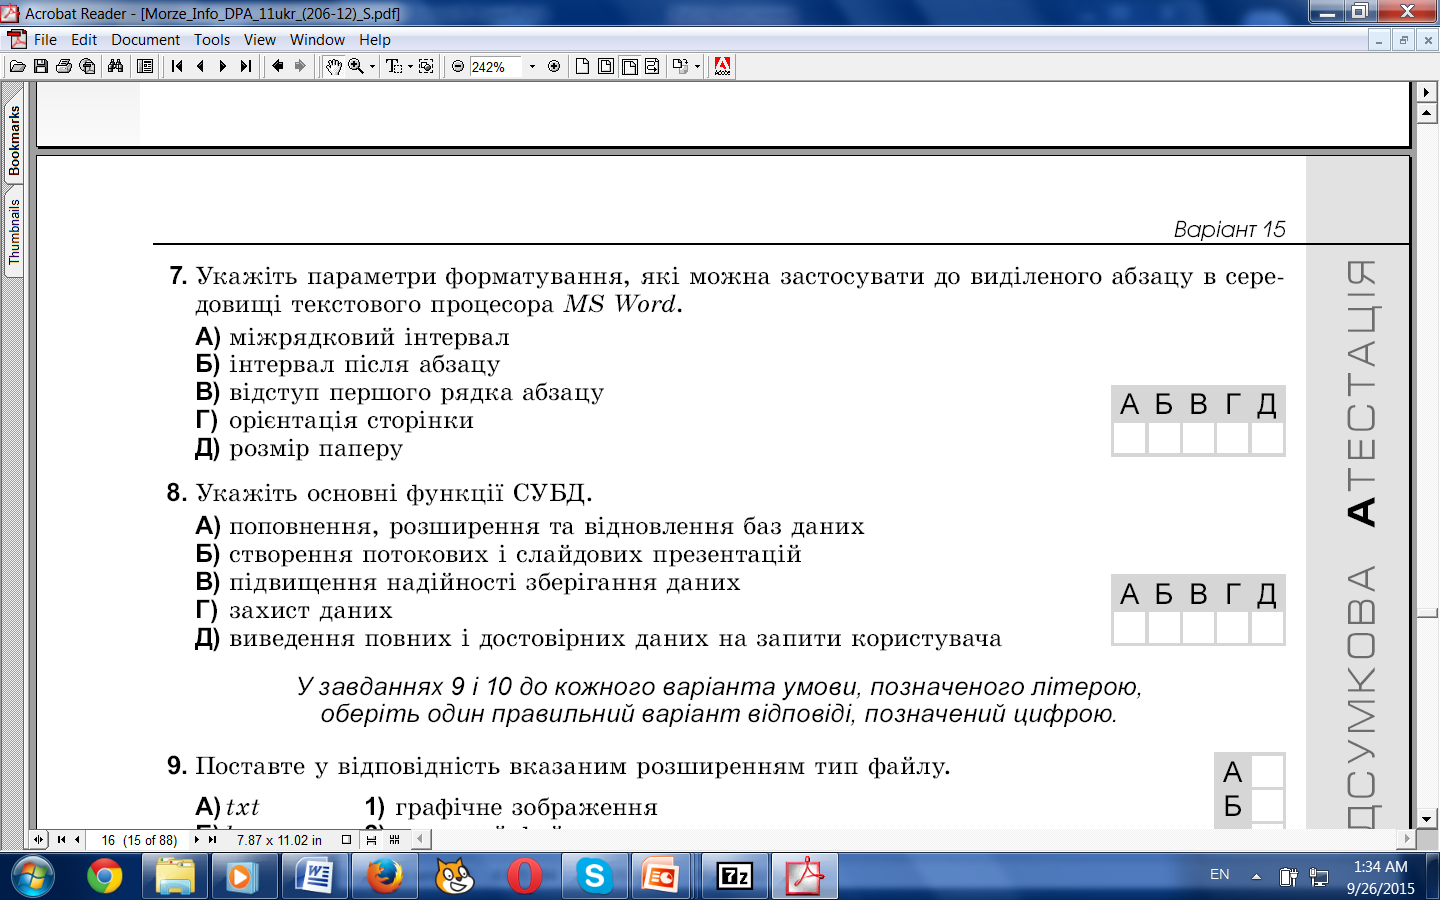 Acrobat Reader - [Morze_Info_DPA_11ukr_(206-12)_S.pdf]
File Edit Document Tools View Window Help
242%
Bookmarks
Thumbnails
Варіант 15
7. Укажіть параметри форматування, які можна застосувати до виділеного абзацу в сере-
довищі текстового процесора MS Word.
А) міжрядковий інтервал
Б) інтервал після абзацу
В) відступ першого рядка абзацу
Г) орієнтація сторінки
Д) розмір паперу
А Б В Г Д
8. Укажіть основні функції СУБД.
А) поповнення, розширення та відновлення баз даних
Б) створення потокових і слайдових презентацій
В) підвищення надійності зберігання даних
Г) захист даних
Д) виведення повних і достовірних даних на запити користувача
А Б В Г Д
У завданнях 9 і 10 до кожного варіанта умови, позначеного літерою,
оберіть один правильний варіант відповіді, позначений цифрою.
9. Поставте у відповідність вказаним розширенням тип файлу.
А) txt 1) графічне зображення
А
Б
ДСУМКОВА АТЕСТАЦІЯ
16 (15 of 88) 7.87 x 11.02 in
EN
1:34 AM
9/26/2015